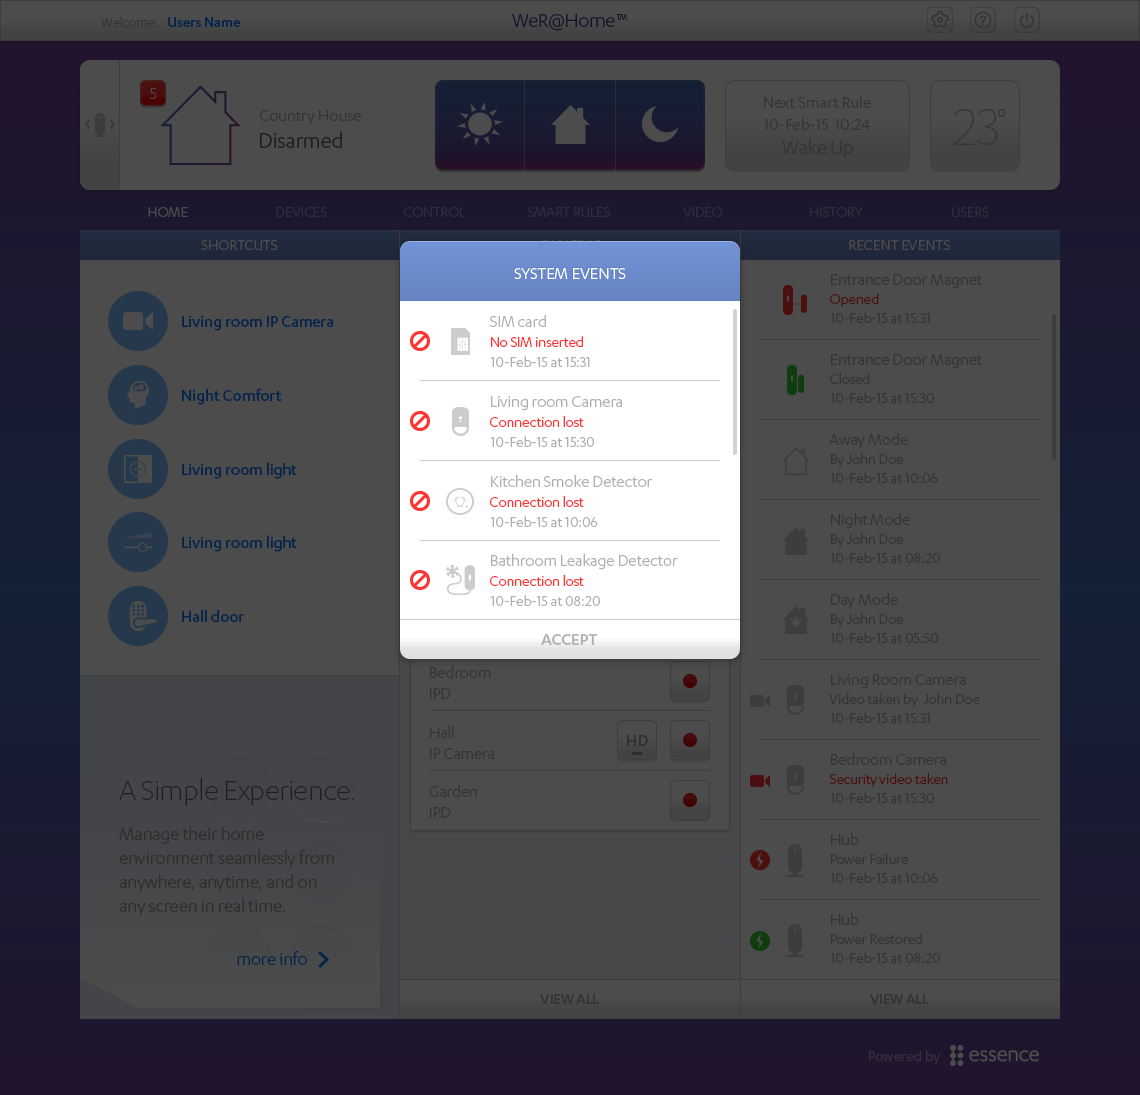 Welcome: Users Name
WeR@Home™
5
Country House
Disarmed
Next Smart Rule
10-Feb-15 10:24
Wake Up
23°
HOME
DEVICES
CONTROL
SMART RULES
VIDEO
HISTORY
USERS
SHORTCUTS
Living room IP Camera
Night Comfort
Living room light
Living room light
Hall door
A Simple Experience.
Manage their home
environment seamlessly from
anywhere, anytime, and on
any screen in real time.
more info
SYSTEM EVENTS
SIM card
No SIM inserted
10-Feb-15 at 15:31
Living room Camera
Connection lost
10-Feb-15 at 15:30
Kitchen Smoke Detector
Connection lost
10-Feb-15 at 10:06
Bathroom Leakage Detector
Connection lost
10-Feb-15 at 08:20
ACCEPT
Bedroom
IPD
Hall
IP Camera
HD
Garden
IPD
VIEW ALL
RECENT EVENTS
Entrance Door Magnet
Opened
10-Feb-15 at 15:31
Entrance Door Magnet
Closed
10-Feb-15 at 15:30
Away Mode
By John Doe
10-Feb-15 at 10:06
Night Mode
By John Doe
10-Feb-15 at 08:20
Day Mode
By John Doe
10-Feb-15 at 05:50
Living Room Camera
Video taken by John Doe
10-Feb-15 at 15:31
Bedroom Camera
Security video taken
10-Feb-15 at 15:30
Hub
Power Failure
10-Feb-15 at 10:06
Hub
Power Restored
10-Feb-15 at 08:20
VIEW ALL
Powered by essence